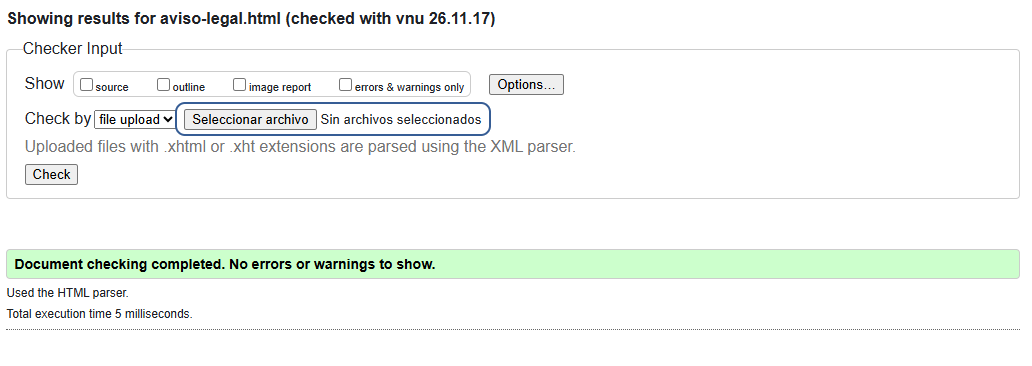 Showing results for aviso-legal.html (checked with vnu 26.11.17)
Checker Input
Show source outline image report errors & warnings only Options...
Check by file upload Seleccionar archivo Sin archivos seleccionados
Uploaded files with .xhtml or .xht extensions are parsed using the XML parser.
Check
Document checking completed. No errors or warnings to show.
Used the HTML parser.
Total execution time 5 milliseconds.